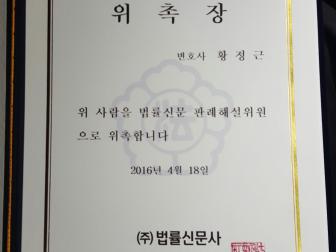 위촉장
변호사 황정근
위 사람을 법률신문 판례해설위원
으로 위촉합니다
2016년 4월 18일
(주)법률신문사